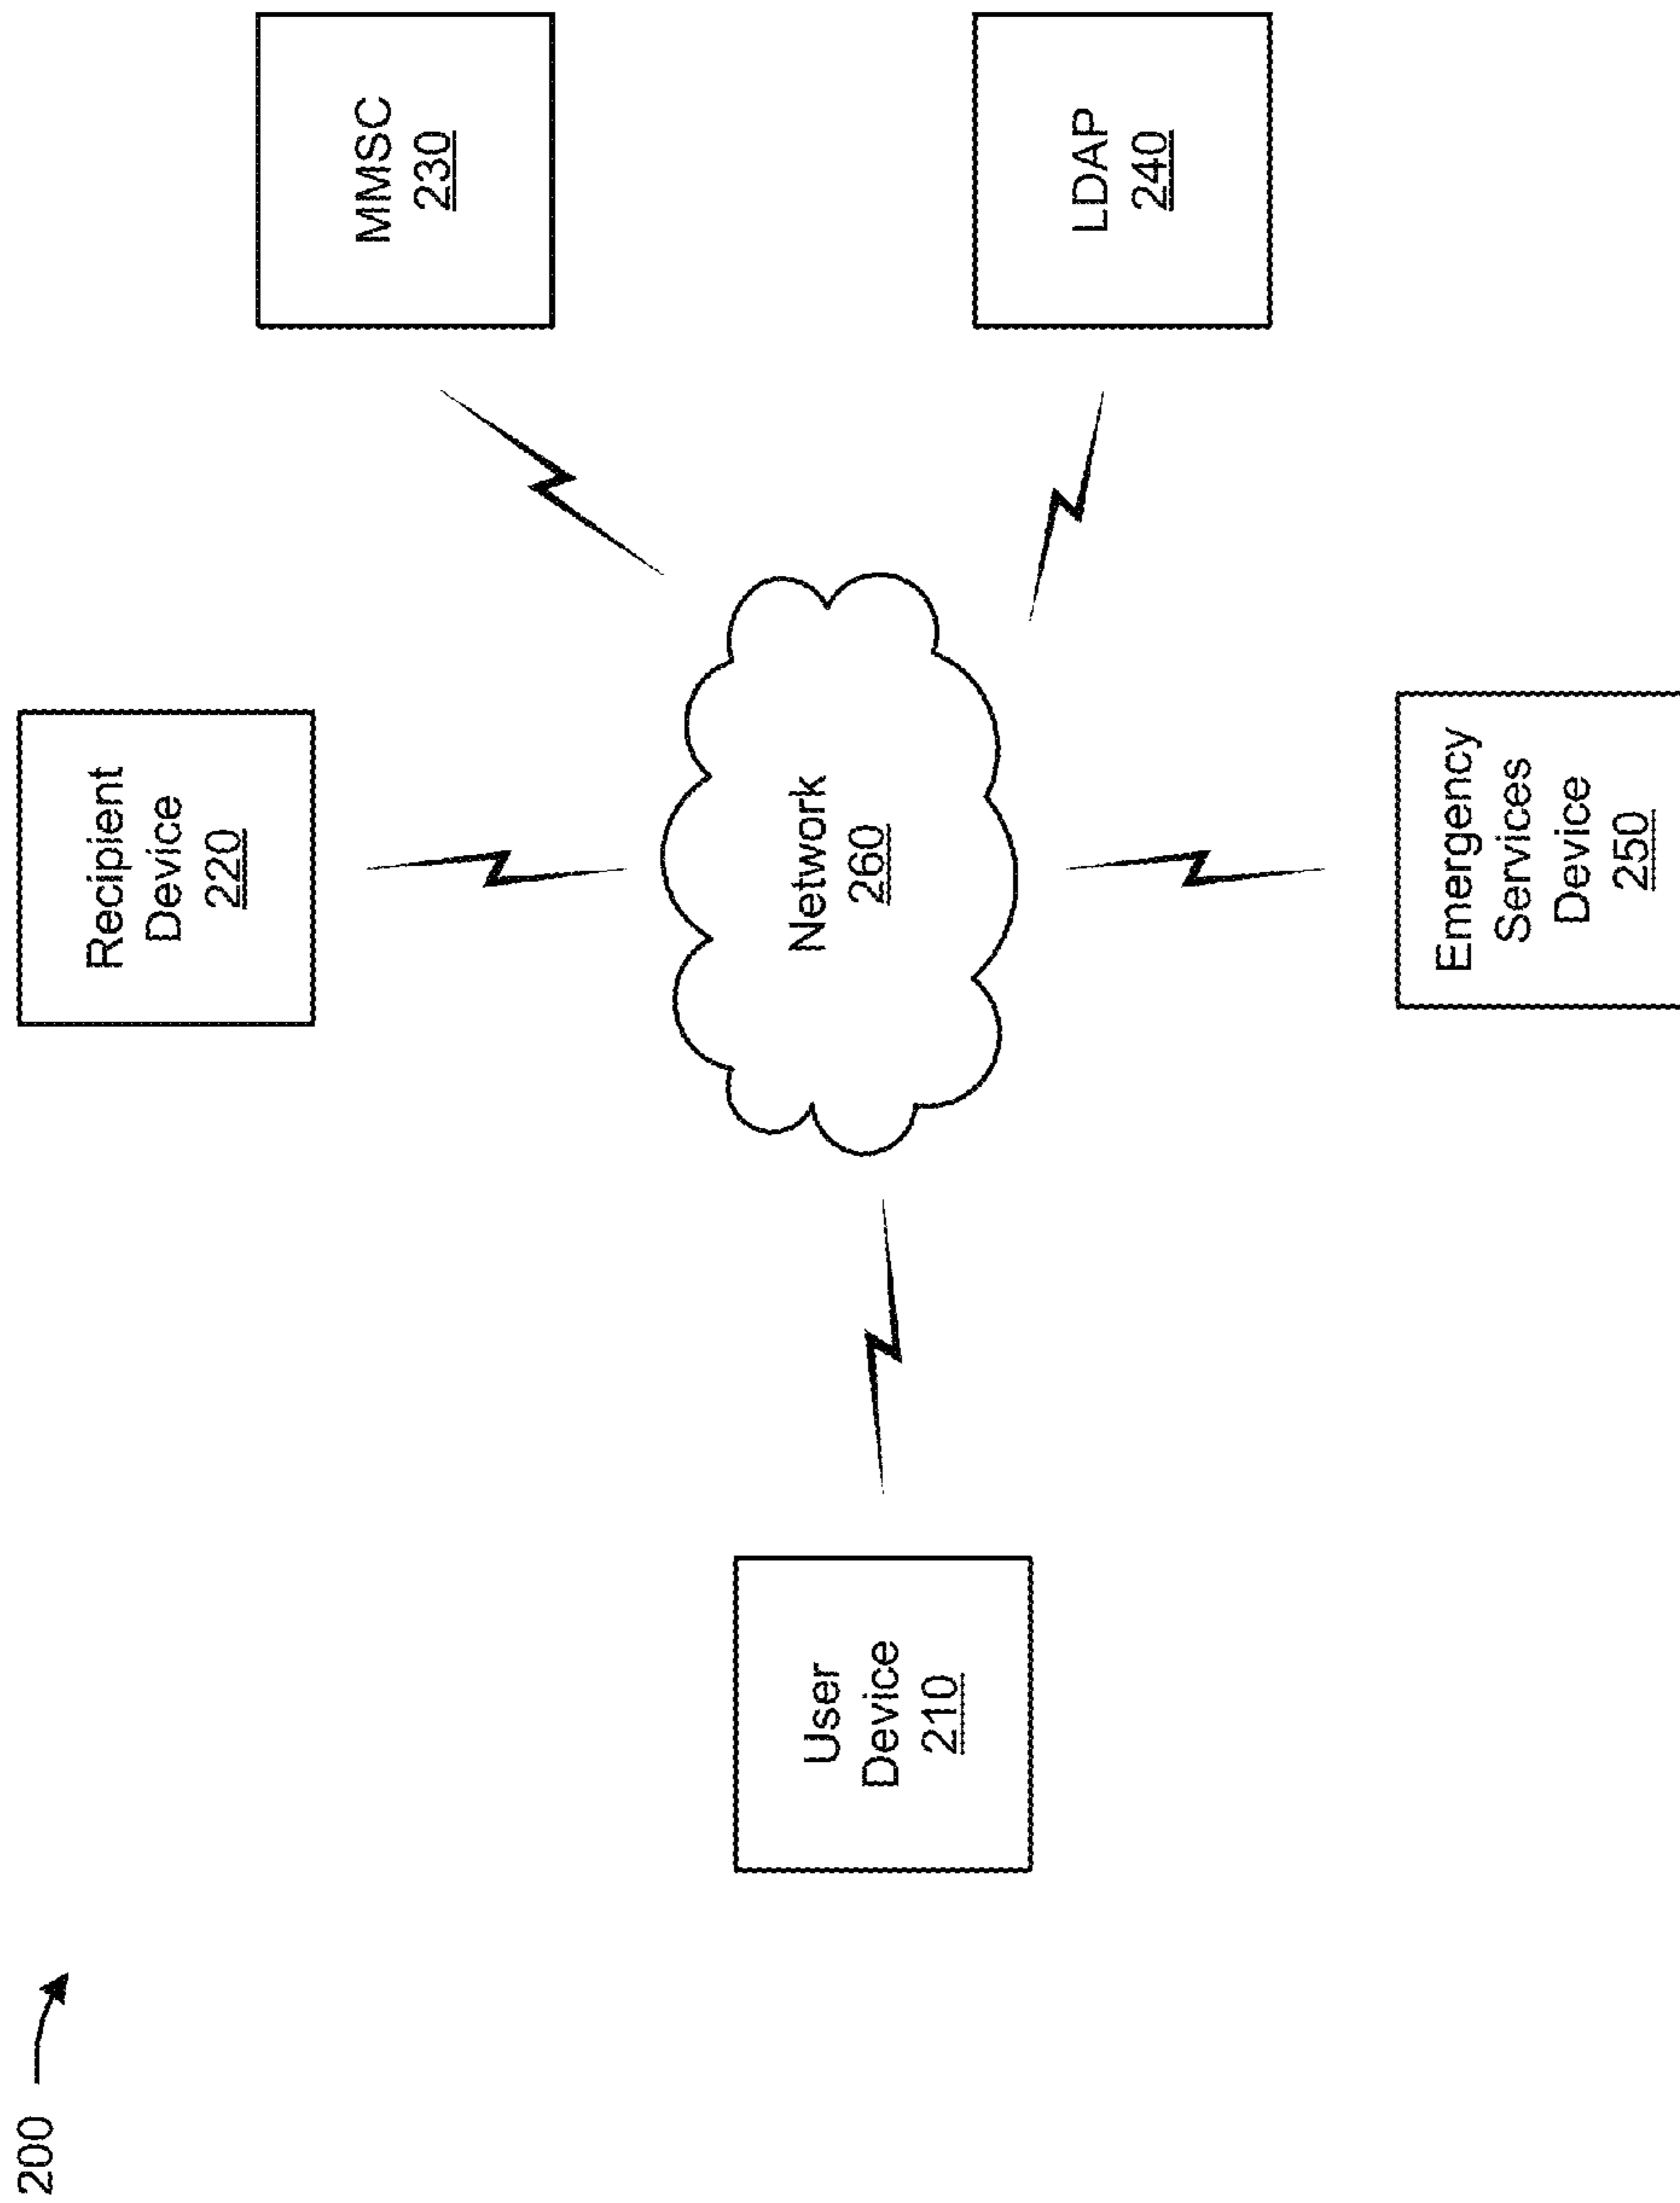 200
Recipient
Device
220
MMSC
230
User
Device
210
Network
260
LDAP
240
Emergency
Services
Device
250